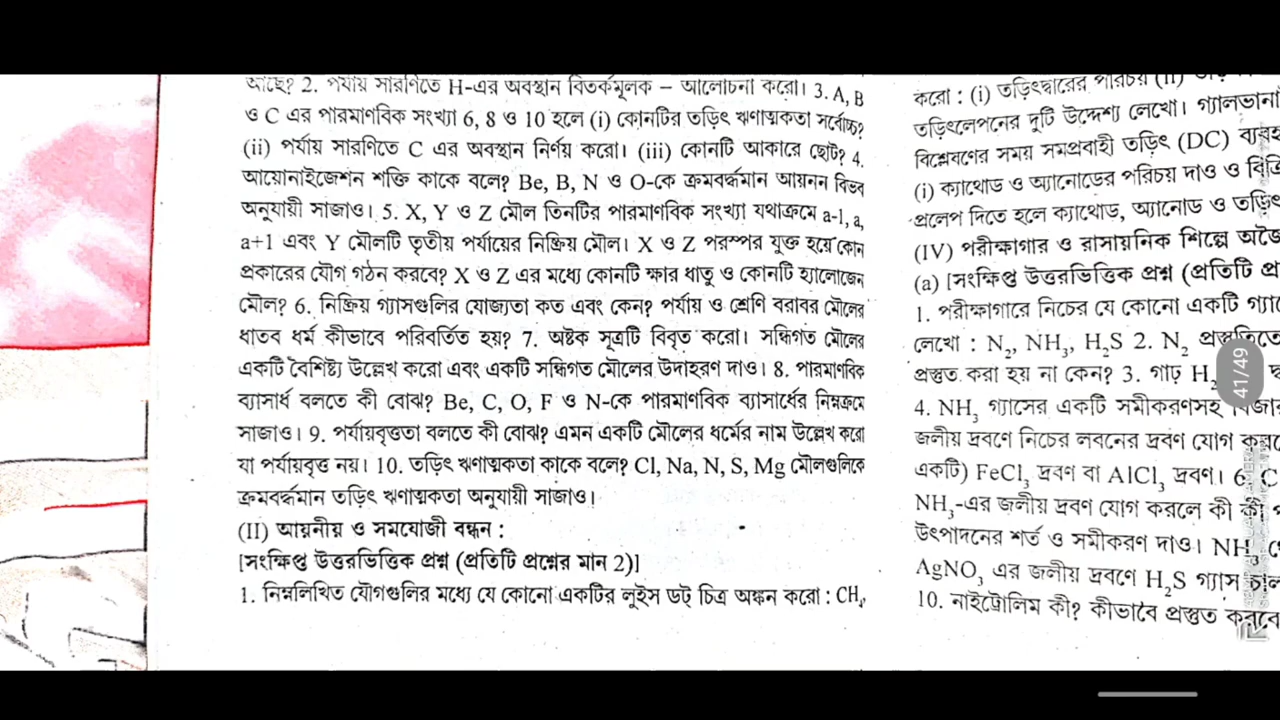 আছে? 2. পর্যায় সারণিতে H-এর অবস্থান বিতর্কমূলক – আলোচনা করো। 3. A, B
ও C এর পারমাণবিক সংখ্যা 6, 8 ও 10 হলে (i) কোনটির তড়িৎ ঋণাত্মকতা সর্বোচ্চ?
(ii) পর্যায় সারণিতে C এর অবস্থান নির্ণয় করো। (iii) কোনটি আকারে ছোট? 4.
আয়োনাইজেশন শক্তি কাকে বলে? Be, B, N ও O-কে ক্রমবর্দ্ধমান আয়নন বিভব
অনুযায়ী সাজাও। 5. X, Y ও Z মৌল তিনটির পারমাণবিক সংখ্যা যথাক্রমে a-1, a,
a+1 এবং Y মৌলটি তৃতীয় পর্যায়ের নিষ্ক্রিয় মৌল। X ও Z পরস্পর যুক্ত হয়ে কোন
প্রকারের যৌগ গঠন করবে? X ও Z এর মধ্যে কোনটি ক্ষার ধাতু ও কোনটি হ্যালোজেন
মৌল? 6. নিষ্ক্রিয় গ্যাসগুলির যোজ্যতা কত এবং কেন? পর্যায় ও শ্রেণি বরাবর মৌলের
ধাতব ধর্ম কীভাবে পরিবর্তিত হয়? 7. অষ্টক সূত্রটি বিবৃত করো। সন্ধিগত মৌলের
একটি বৈশিষ্ট্য উল্লেখ করো এবং একটি সন্ধিগত মৌলের উদাহরণ দাও। 8. পারমাণবিক
ব্যাসার্ধ বলতে কী বোঝ? Be, C, O, F ও N-কে পারমাণবিক ব্যাসার্ধের নিম্নক্রমে
সাজাও। 9. পর্যায়বৃত্ততা বলতে কী বোঝ? এমন একটি মৌলের ধর্মের নাম উল্লেখ করো
যা পর্যায়বৃত্ত নয়। 10. তড়িৎ ঋণাত্মকতা কাকে বলে? Cl, Na, N, S, Mg মৌলগুলিকে
ক্রমবর্দ্ধমান তড়িৎ ঋণাত্মকতা অনুযায়ী সাজাও।
(II) আয়নীয় ও সমযোজী বন্ধন :
[সংক্ষিপ্ত উত্তরভিত্তিক প্রশ্ন (প্রতিটি প্রশ্নের মান 2)]
1. নিম্নলিখিত যৌগগুলির মধ্যে যে কোনো একটির লুইস ডট্ চিত্র অঙ্কন করো : CH₄,
করো : (i) তড়িৎদ্বারের পরিচয় (ii)
তড়িৎলেপনের দুটি উদ্দেশ্য লেখো। গ্যালভানা
বিশ্লেষণের সময় সমপ্রবাহী তড়িৎ (DC)
(i) ক্যাথোড ও অ্যানোডের পরিচয় দাও ও
প্রলেপ দিতে হলে ক্যাথোড, অ্যানোড ও
(IV) পরীক্ষাগার ও রাসায়নিক শিল্পে
(a) [সংক্ষিপ্ত উত্তরভিত্তিক প্রশ্ন (প্রতিটি
1. পরীক্ষাগারে নিচের যে কোনো একটি
লেখো : N₂, NH₃, H₂S 2. N₂ প্রস্তুতিতে
প্রস্তুত করা হয় না কেন? 3. গাঢ়
4. NH₃ গ্যাসের একটি সমীকরণসহ
জলীয় দ্রবণে নিচের লবনের দ্রবণ যোগ
একটি) FeCl₃ দ্রবণ বা AlCl₃ দ্রবণ। 6.
NH₃-এর জলীয় দ্রবণ যোগ করলে কী কী
উৎপাদনের শর্ত ও সমীকরণ দাও।
AgNO₃ এর জলীয় দ্রবণে H₂S গ্যাস
10. নাইট্রোলিম কী? কীভাবে প্রস্তুত করবে
41/49